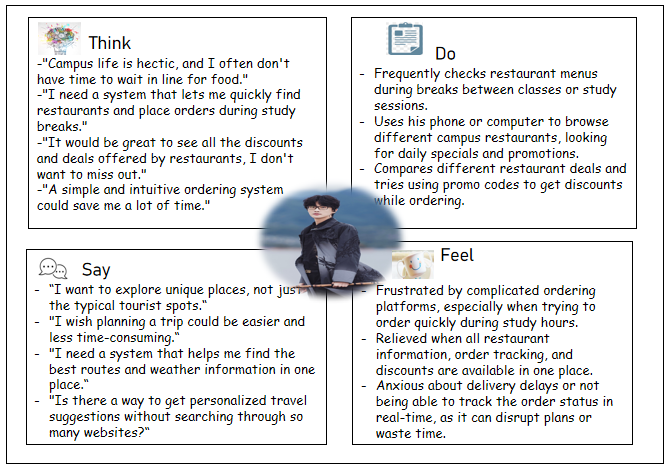 Think
-"Campus life is hectic, and I often don't
have time to wait in line for food."
-"I need a system that lets me quickly find
restaurants and place orders during study
breaks."
-"It would be great to see all the discounts
and deals offered by restaurants, I don't
want to miss out."
-"A simple and intuitive ordering system
could save me a lot of time."
Do
- Frequently checks restaurant menus
during breaks between classes or study
sessions.
- Uses his phone or computer to browse
different campus restaurants, looking
for daily specials and promotions.
- Compares different restaurant deals and
tries using promo codes to get discounts
while ordering.
Say
- “I want to explore unique places, not just
the typical tourist spots.“
- "I wish planning a trip could be easier and
less time-consuming.“
- "I need a system that helps me find the
best routes and weather information in one
place.“
- "Is there a way to get personalized travel
suggestions without searching through so
many websites?“
Feel
- Frustrated by complicated ordering
platforms, especially when trying to
order quickly during study hours.
- Relieved when all restaurant
information, order tracking, and
discounts are available in one place.
- Anxious about delivery delays or not
being able to track the order status in
real-time, as it can disrupt plans or
waste time.